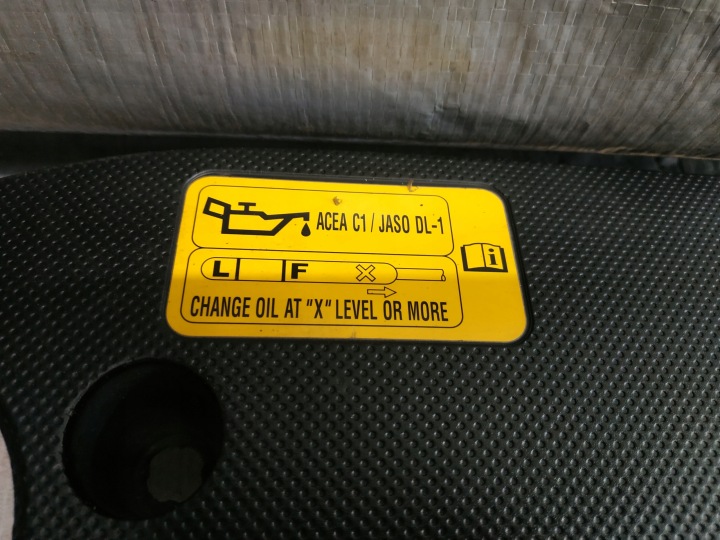 ACEA C1 / JASO DL-1
L F X
CHANGE OIL AT "X" LEVEL OR MORE
i